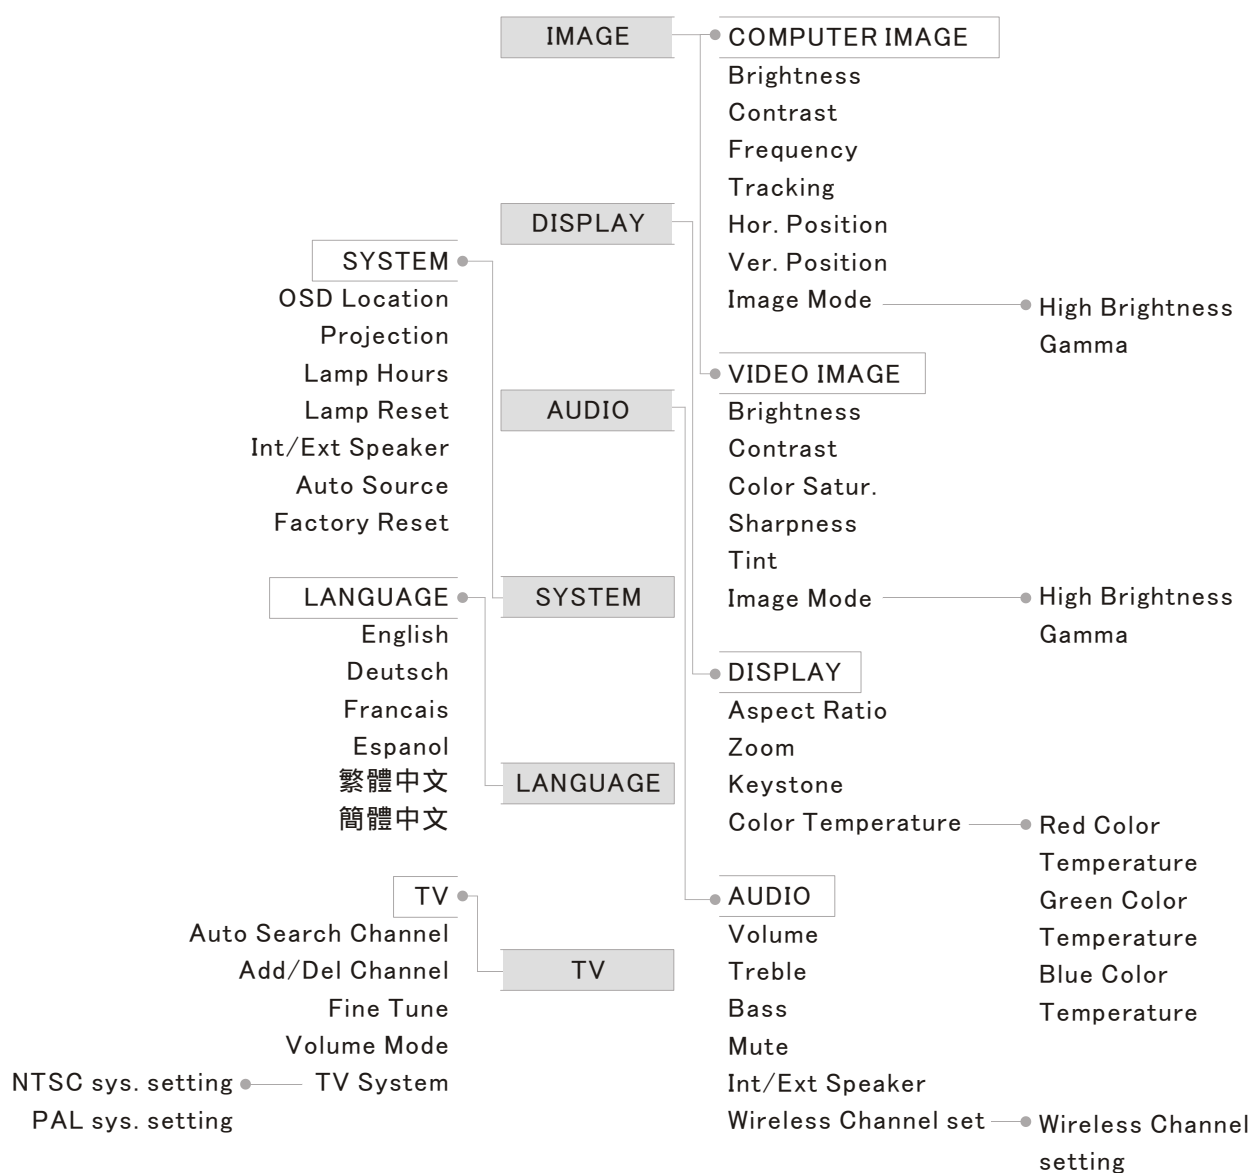 IMAGE
COMPUTER IMAGE
Brightness
Contrast
Frequency
Tracking
Hor. Position
Ver. Position
Image Mode
High Brightness
Gamma
VIDEO IMAGE
Brightness
Contrast
Color Satur.
Sharpness
Tint
Image Mode
High Brightness
Gamma
DISPLAY
DISPLAY
Aspect Ratio
Zoom
Keystone
Color Temperature
Red Color
Temperature
Green Color
Temperature
Blue Color
Temperature
AUDIO
AUDIO
Volume
Treble
Bass
Mute
Int/Ext Speaker
Wireless Channel set
Wireless Channel
setting
SYSTEM
SYSTEM
OSD Location
Projection
Lamp Hours
Lamp Reset
Int/Ext Speaker
Auto Source
Factory Reset
LANGUAGE
LANGUAGE
English
Deutsch
Francais
Espanol
繁體中文
簡體中文
TV
TV
Auto Search Channel
Add/Del Channel
Fine Tune
Volume Mode
TV System
NTSC sys. setting
PAL sys. setting